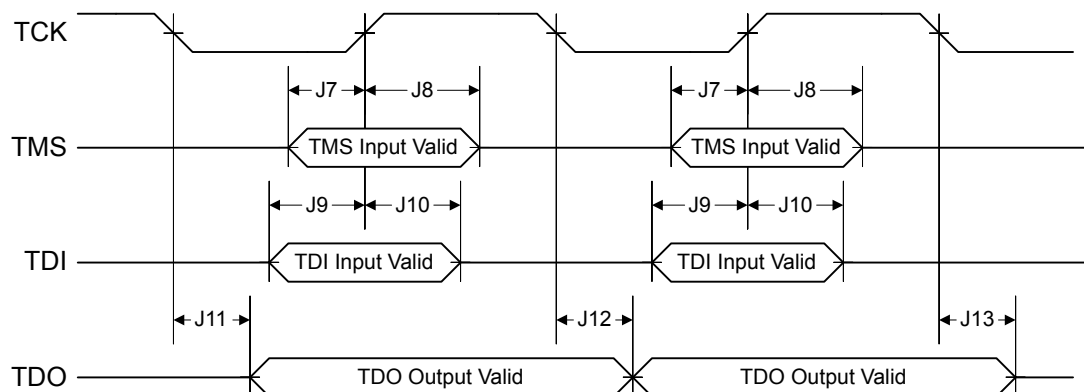 TCK
J7 J8 J7 J8
TMS TMS Input Valid TMS Input Valid
J9 J10 J9 J10
TDI TDI Input Valid TDI Input Valid
J11 J12 J13
TDO TDO Output Valid TDO Output Valid